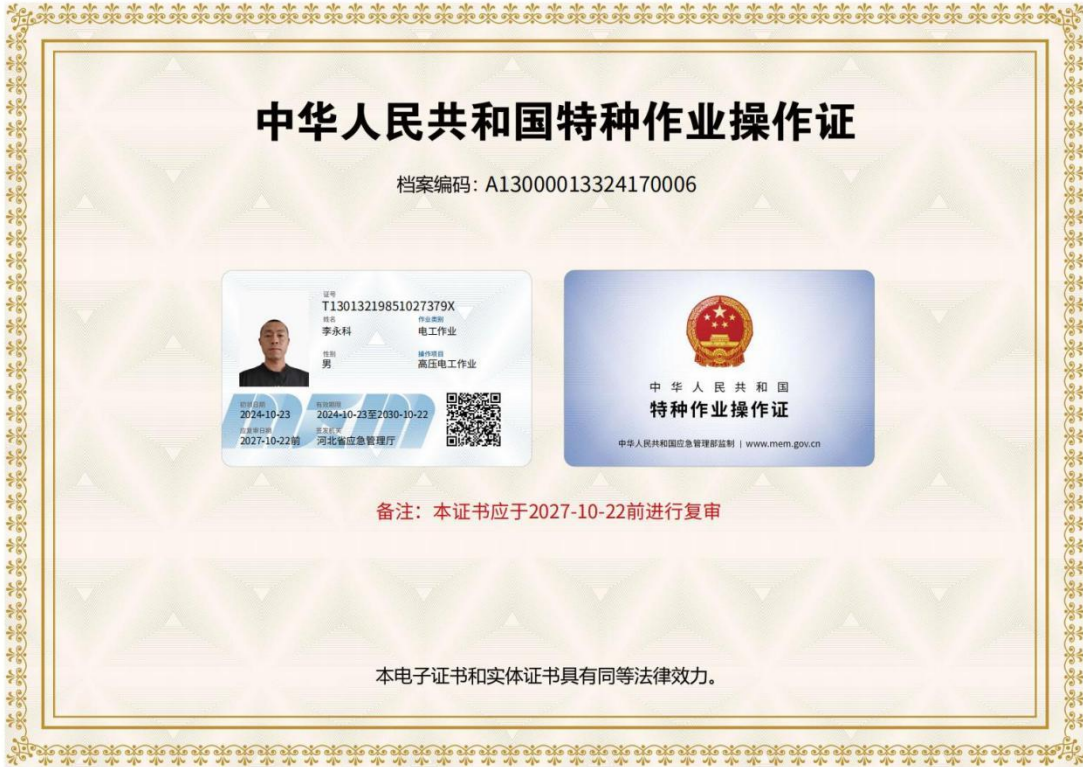 中华人民共和国特种作业操作证
档案编码：A13000013324170006
证号
T13013219851027379X
姓名
李永科
作业类别
电工作业
性别
男
操作项目
高压电工作业
初领日期
2024-10-23
有效期限
2024-10-23至2030-10-22
应复审日期
2027-10-22前
签发机关
河北省应急管理厅
中华人民共和国
特种作业操作证
中华人民共和国应急管理部监制 | www.mem.gov.cn
备注：本证书应于2027-10-22前进行复审
本电子证书和实体证书具有同等法律效力。